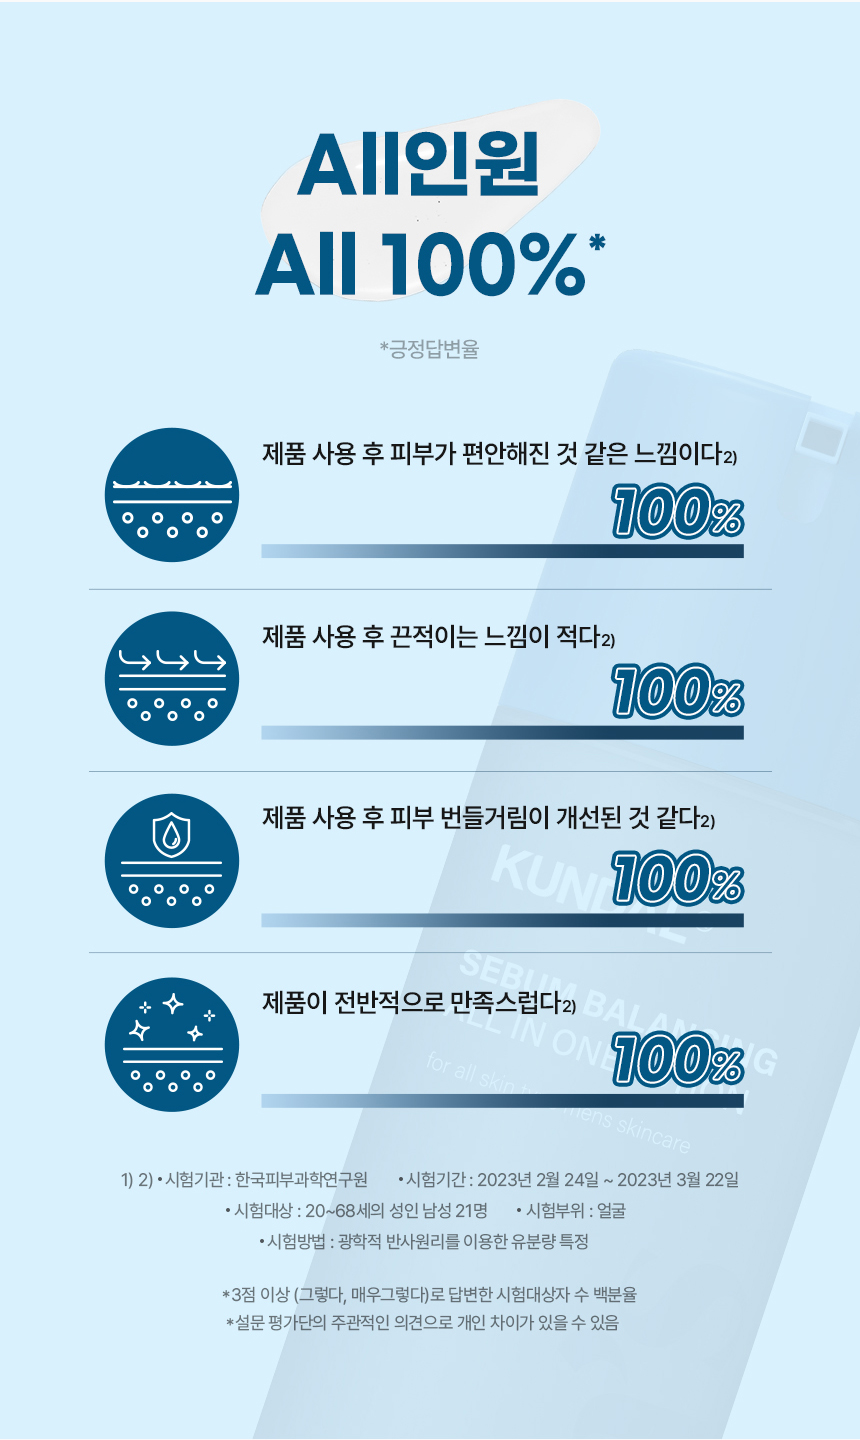 All인원
All 100%*
*긍정답변율
제품 사용 후 피부가 편안해진 것 같은 느낌이다2)
100%
제품 사용 후 끈적이는 느낌이 적다2)
100%
제품 사용 후 피부 번들거림이 개선된 것 같다2)
100%
KUNDAL
제품이 전반적으로 만족스럽다2)
SEBUM BALANCING
ALL IN ONE
100%
for all skin mens skincare
1) 2) • 시험기관 : 한국피부과학연구원 • 시험기간 : 2023년 2월 24일 ~ 2023년 3월 22일
• 시험대상 : 20~68세의 성인 남성 21명 • 시험부위 : 얼굴
• 시험방법 : 광학적 반사원리를 이용한 유분량 특정
*3점 이상 (그렇다, 매우그렇다)로 답변한 시험대상자 수 백분율
*설문 평가단의 주관적인 의견으로 개인 차이가 있을 수 있음